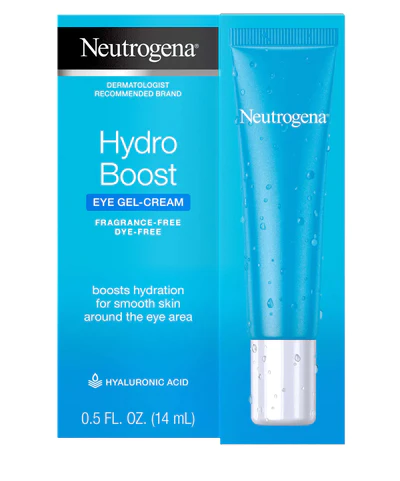 Neutrogena®
DERMATOLOGIST
RECOMMENDED BRAND
Hydro
Boost
EYE GEL-CREAM
FRAGRANCE-FREE
DYE-FREE
boosts hydration
for smooth skin
around the eye area
HYALURONIC ACID
0.5 FL. OZ. (14 mL)
Neutrogena®